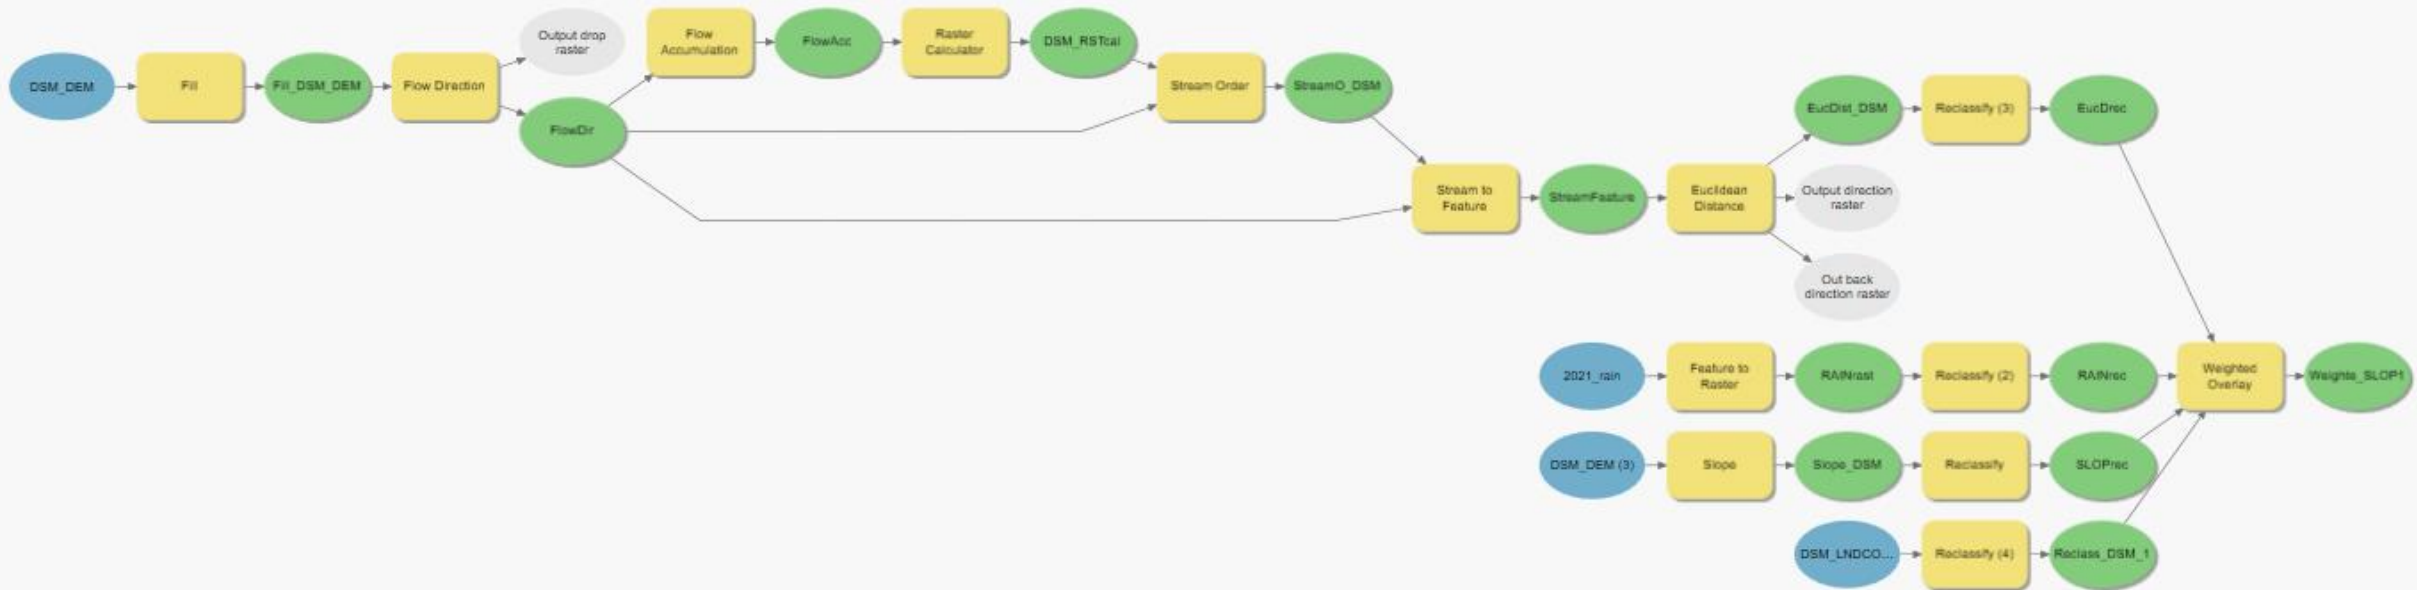 DSM_DEM
Fill
Fill_DSM_DEM
Flow Direction
Output drop
raster
FlowDir
Flow
Accumulation
FlowAcc
Raster
Calculator
DSM_RSTcal
Stream Order
StreamO_DSM
Stream to
Feature
StreamFeature
Euclidean
Distance
EucDist_DSM
Reclassify (3)
EucDrec
Output direction
raster
Out back
direction raster
2021_rain
Feature to
Raster
RAINrast
Reclassify (2)
RAINrec
Weighted
Overlay
Weighte_SLOP1
DSM_DEM (3)
Slope
Slope_DSM
Reclassify
SLOPrec
DSM_LNDCO...
Reclassify (4)
Reclass_DSM_1